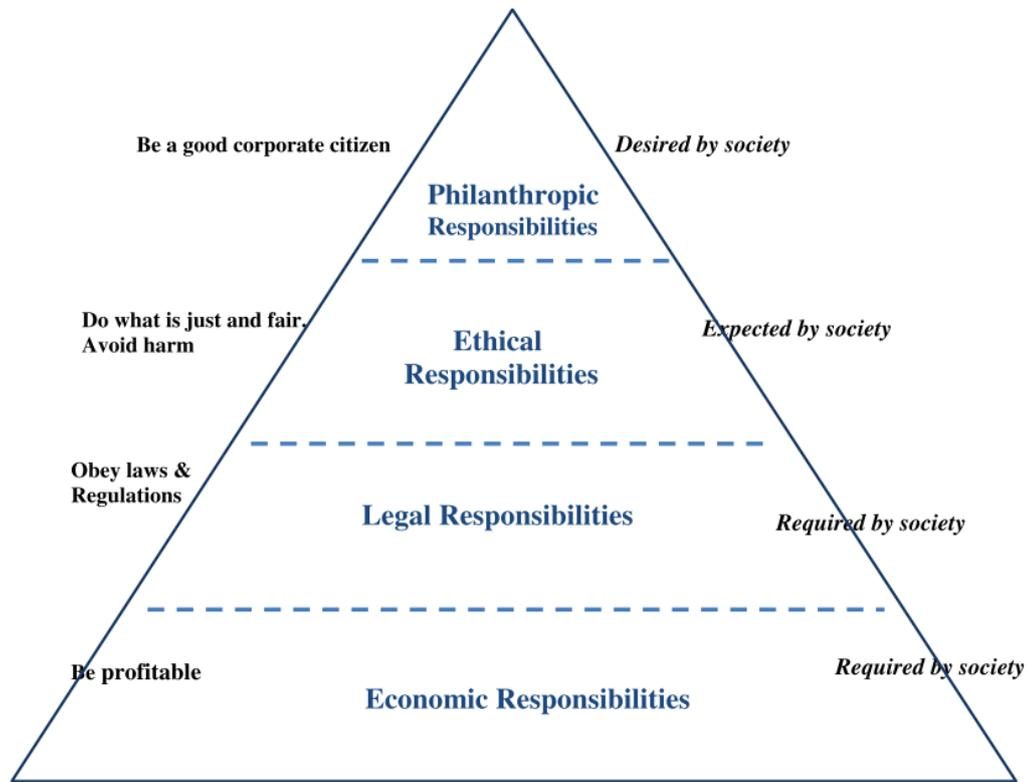 Be a good corporate citizen
Desired by society
Philanthropic
Responsibilities
Do what is just and fair.
Avoid harm
Expected by society
Ethical
Responsibilities
Obey laws &
Regulations
Legal Responsibilities
Required by society
Be profitable
Required by society
Economic Responsibilities